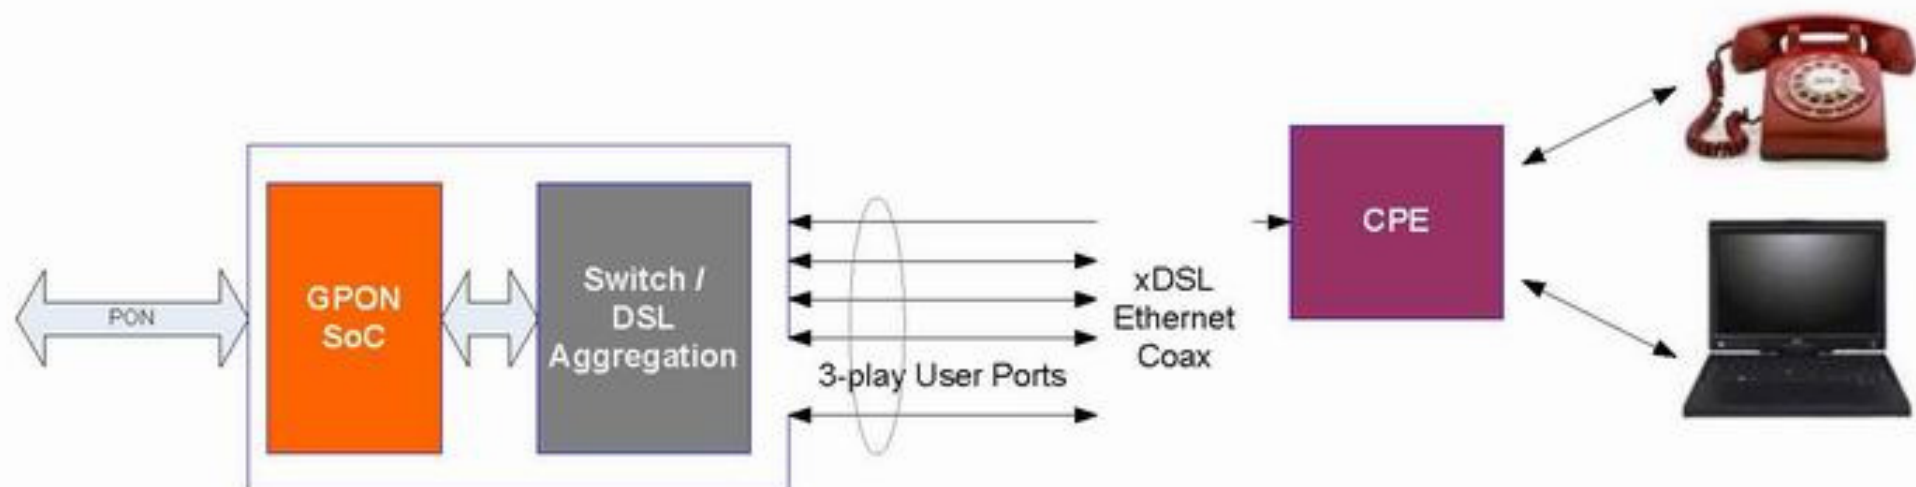 PON
GPON
SoC
Switch /
DSL
Aggregation
3-play User Ports
xDSL
Ethernet
Coax
CPE